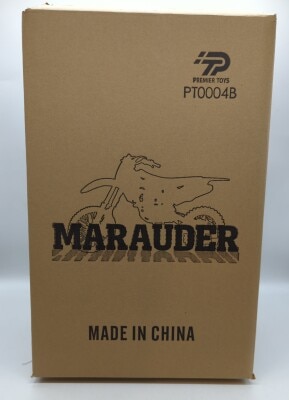 PREMIER TOYS
PT0004B
MARAUDER
MADE IN CHINA